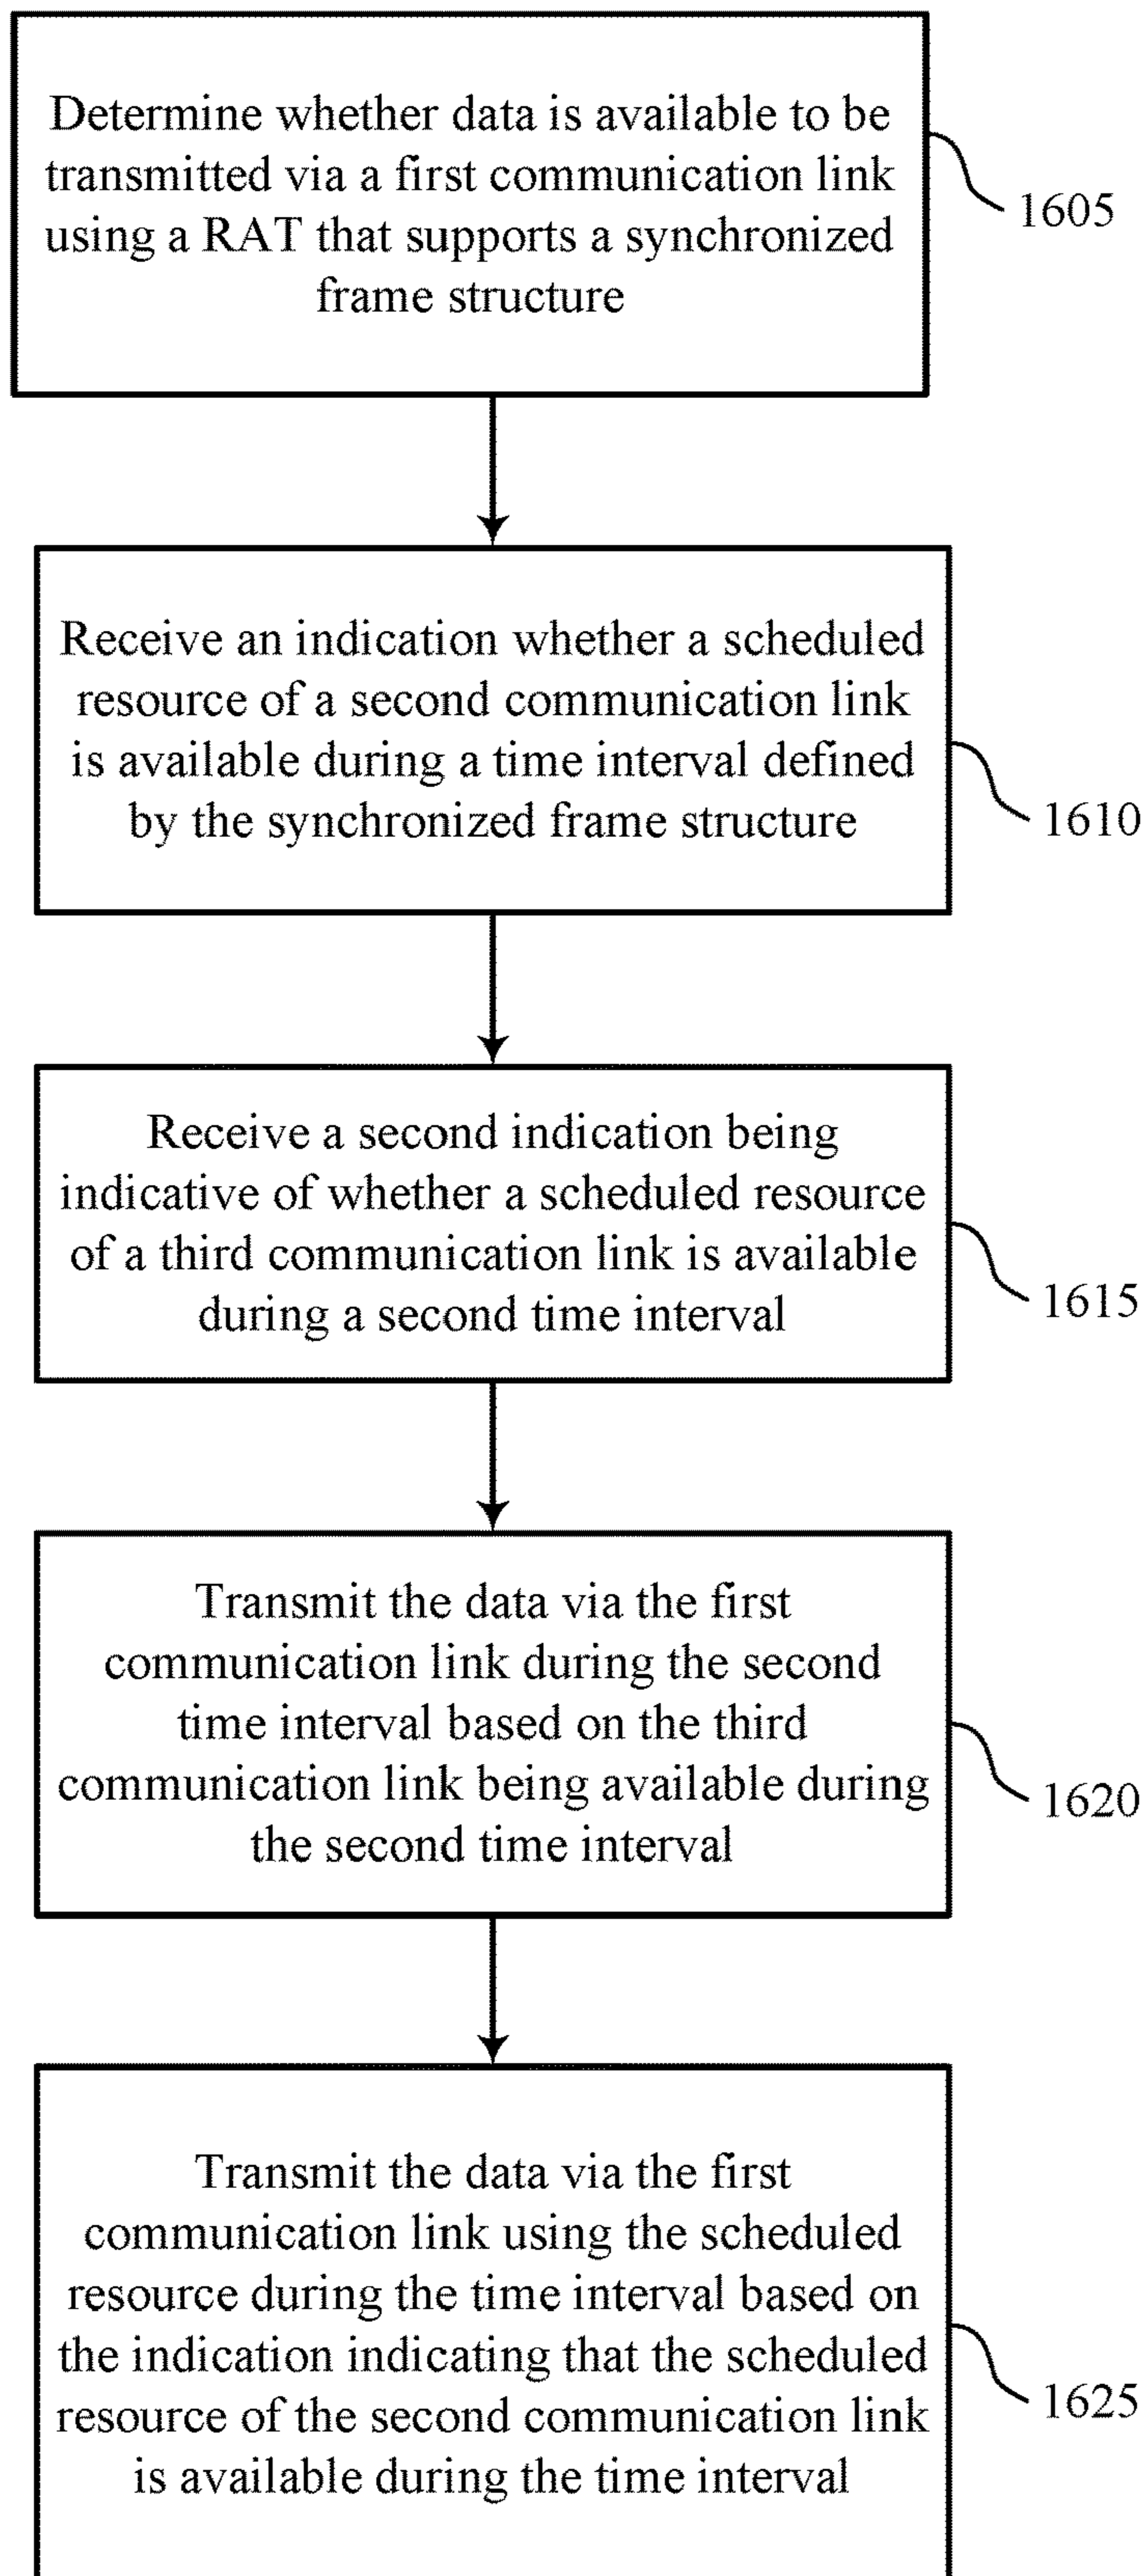 Determine whether data is available to be
transmitted via a first communication link
using a RAT that supports a synchronized
frame structure
1605
Receive an indication whether a scheduled
resource of a second communication link
is available during a time interval defined
by the synchronized frame structure
1610
Receive a second indication being
indicative of whether a scheduled resource
of a third communication link is available
during a second time interval
1615
Transmit the data via the first
communication link during the second
time interval based on the third
communication link being available during
the second time interval
1620
Transmit the data via the first
communication link using the scheduled
resource during the time interval based on
the indication indicating that the scheduled
resource of the second communication link
is available during the time interval
1625